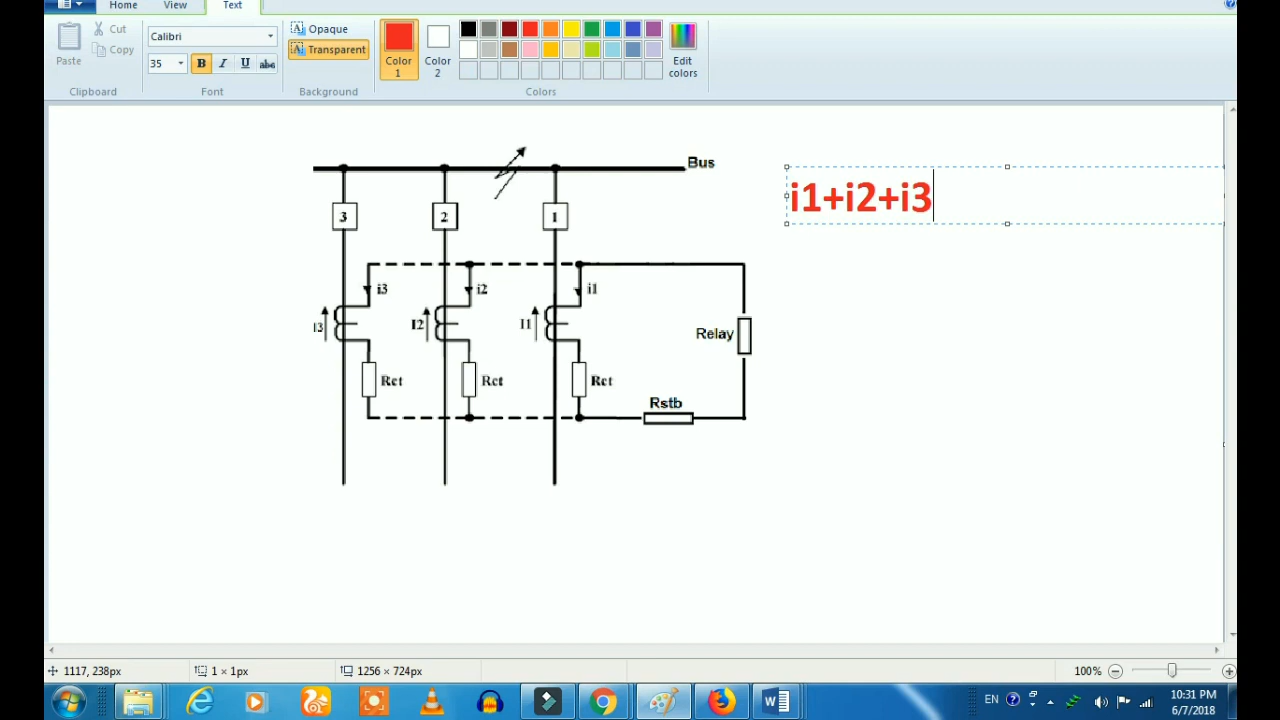 Home View Text
Cut Calibri Opaque
Paste Copy 35 B I U abc Transparent Color 1 Color 2 Edit colors
Clipboard Font Background Colors
Bus
i1+i2+i3
3 2 1
i3 i2 i1
I3 I2 I1 Relay
Rct Rct Rct
Rstb
1117, 238px 1 × 1px 1256 × 724px 100%
EN 10:31 PM
6/7/2018